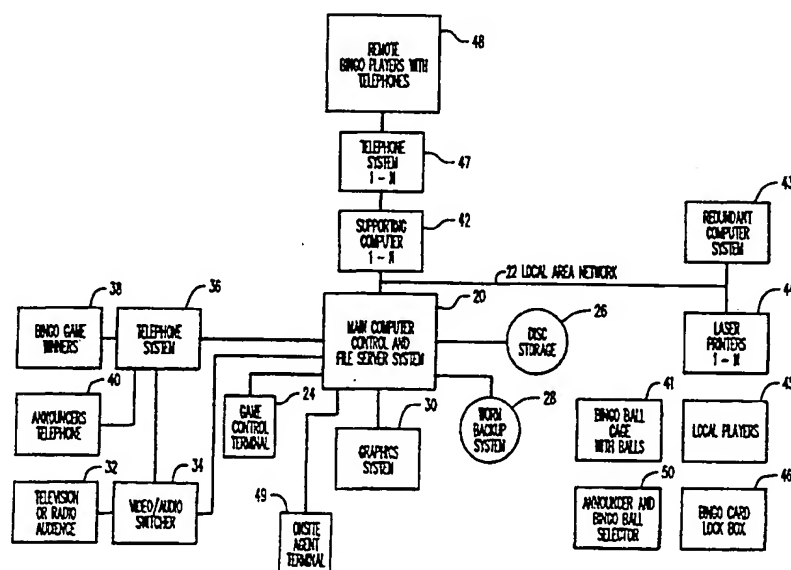 48
REMOTE
BINGO PLAYERS WITH
TELEPHONES
TELEPHONE
SYSTEM
1 - N
47
SUPPORTING
COMPUTER
1 - N
42
43
REDUNDANT
COMPUTER
SYSTEM
22 LOCAL AREA NETWORK
38
BINGO GAME
WINNERS
36
TELEPHONE
SYSTEM
20
MAIN COMPUTER
CONTROL AND
FILE SERVER SYSTEM
26
DISC
STORAGE
44
LASER
PRINTERS
1 - N
40
ANNOUNCERS
TELEPHONE
24
GAME
CONTROL
TERMINAL
30
GRAPHICS
SYSTEM
28
WORM
BACKUP
SYSTEM
41
BINGO BALL
CAGE
WITH BALLS
45
LOCAL PLAYERS
32
TELEVISION
OR RADIO
AUDIENCE
34
VIDEO/AUDIO
SWITCHER
49
ONSITE
AGENT
TERMINAL
50
ANNOUNCER AND
BINGO BALL
SELECTOR
46
BINGO CARD
LOCK BOX